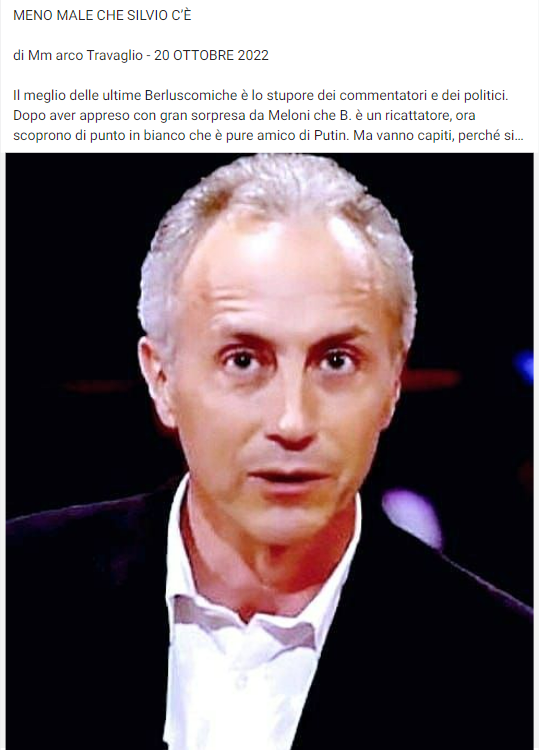 MENO MALE CHE SILVIO C'È
di Mm arco Travaglio - 20 OTTOBRE 2022
Il meglio delle ultime Berluscomiche è lo stupore dei commentatori e dei politici.
Dopo aver appreso con gran sorpresa da Meloni che B. è un ricattatore, ora
scoprono di punto in bianco che è pure amico di Putin. Ma vanno capiti, perché si...